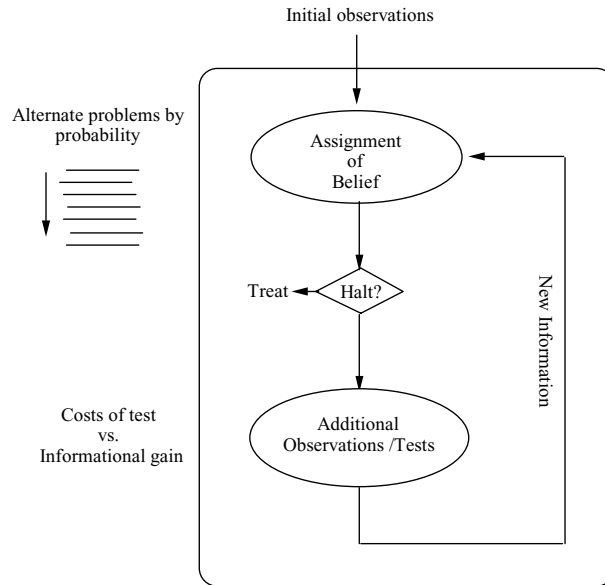 Initial observations
Alternate problems by
probability
Assignment
of
Belief
Treat
Halt?
New Information
Costs of test
vs.
Informational gain
Additional
Observations /Tests